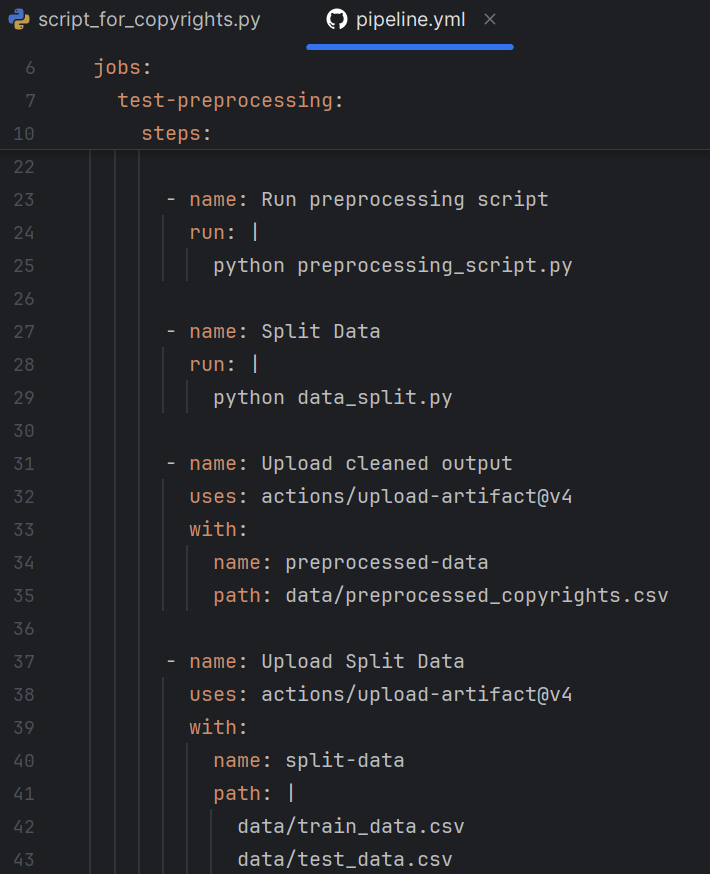 script_for_copyrights.py pipeline.yml
6 jobs:
7 test-preprocessing:
10 steps:
22
23 - name: Run preprocessing script
24 run: |
25 python preprocessing_script.py
26
27 - name: Split Data
28 run: |
29 python data_split.py
30
31 - name: Upload cleaned output
32 uses: actions/upload-artifact@v4
33 with:
34 name: preprocessed-data
35 path: data/preprocessed_copyrights.csv
36
37 - name: Upload Split Data
38 uses: actions/upload-artifact@v4
39 with:
40 name: split-data
41 path: |
42 data/train_data.csv
43 data/test_data.csv